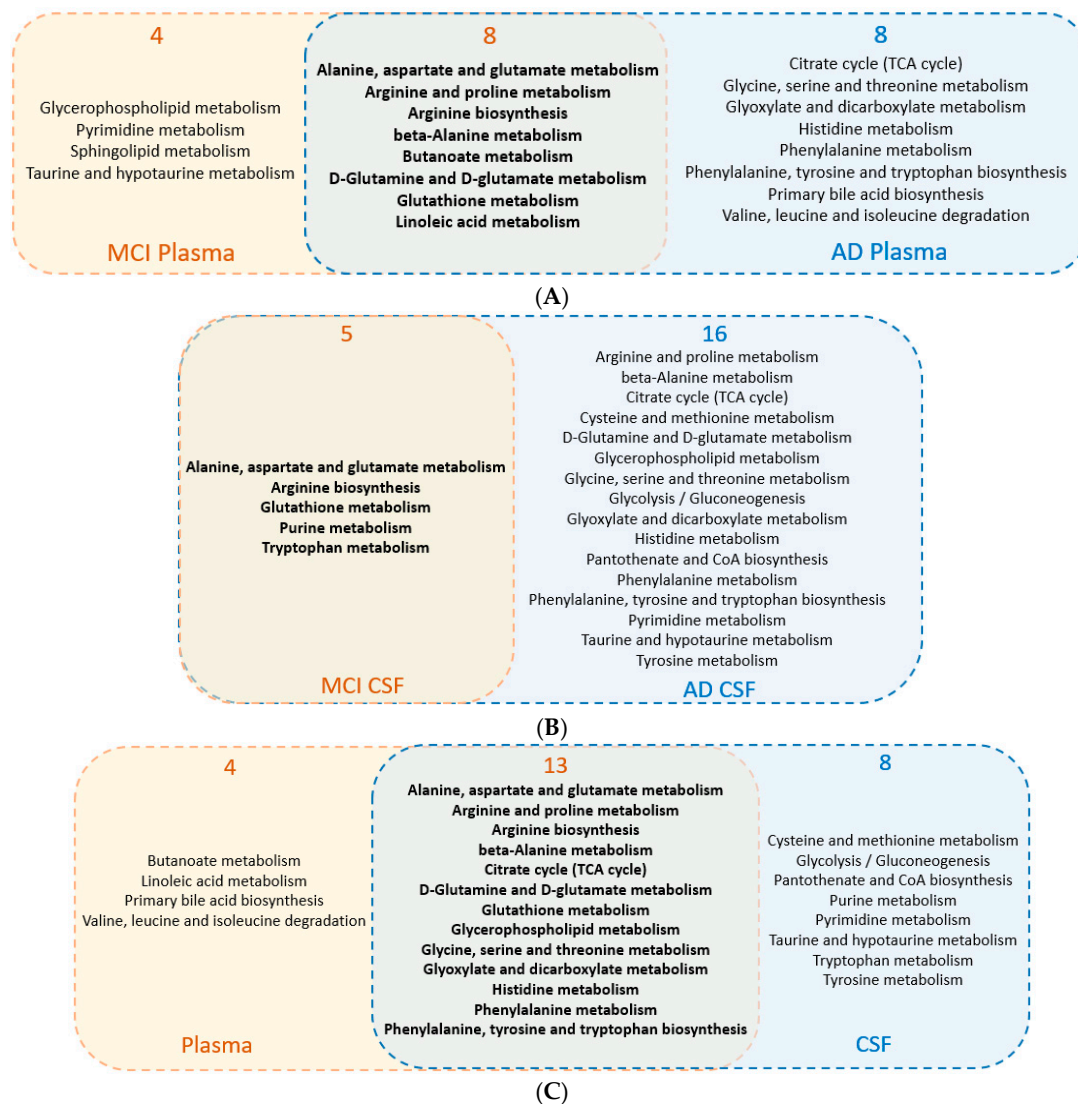 4
Glycerophospholipid metabolism
Pyrimidine metabolism
Sphingolipid metabolism
Taurine and hypotaurine metabolism
MCI Plasma
8
Alanine, aspartate and glutamate metabolism
Arginine and proline metabolism
Arginine biosynthesis
beta-Alanine metabolism
Butanoate metabolism
D-Glutamine and D-glutamate metabolism
Glutathione metabolism
Linoleic acid metabolism
8
Citrate cycle (TCA cycle)
Glycine, serine and threonine metabolism
Glyoxylate and dicarboxylate metabolism
Histidine metabolism
Phenylalanine metabolism
Phenylalanine, tyrosine and tryptophan biosynthesis
Primary bile acid biosynthesis
Valine, leucine and isoleucine degradation
AD Plasma
(A)
5
Alanine, aspartate and glutamate metabolism
Arginine biosynthesis
Glutathione metabolism
Purine metabolism
Tryptophan metabolism
MCI CSF
16
Arginine and proline metabolism
beta-Alanine metabolism
Citrate cycle (TCA cycle)
Cysteine and methionine metabolism
D-Glutamine and D-glutamate metabolism
Glycerophospholipid metabolism
Glycine, serine and threonine metabolism
Glycolysis / Gluconeogenesis
Glyoxylate and dicarboxylate metabolism
Histidine metabolism
Pantothenate and CoA biosynthesis
Phenylalanine metabolism
Phenylalanine, tyrosine and tryptophan biosynthesis
Pyrimidine metabolism
Taurine and hypotaurine metabolism
Tyrosine metabolism
AD CSF
(B)
4
Butanoate metabolism
Linoleic acid metabolism
Primary bile acid biosynthesis
Valine, leucine and isoleucine degradation
Plasma
13
Alanine, aspartate and glutamate metabolism
Arginine and proline metabolism
Arginine biosynthesis
beta-Alanine metabolism
Citrate cycle (TCA cycle)
D-Glutamine and D-glutamate metabolism
Glutathione metabolism
Glycerophospholipid metabolism
Glycine, serine and threonine metabolism
Glyoxylate and dicarboxylate metabolism
Histidine metabolism
Phenylalanine metabolism
Phenylalanine, tyrosine and tryptophan biosynthesis
8
Cysteine and methionine metabolism
Glycolysis / Gluconeogenesis
Pantothenate and CoA biosynthesis
Purine metabolism
Pyrimidine metabolism
Taurine and hypotaurine metabolism
Tryptophan metabolism
Tyrosine metabolism
CSF
(C)